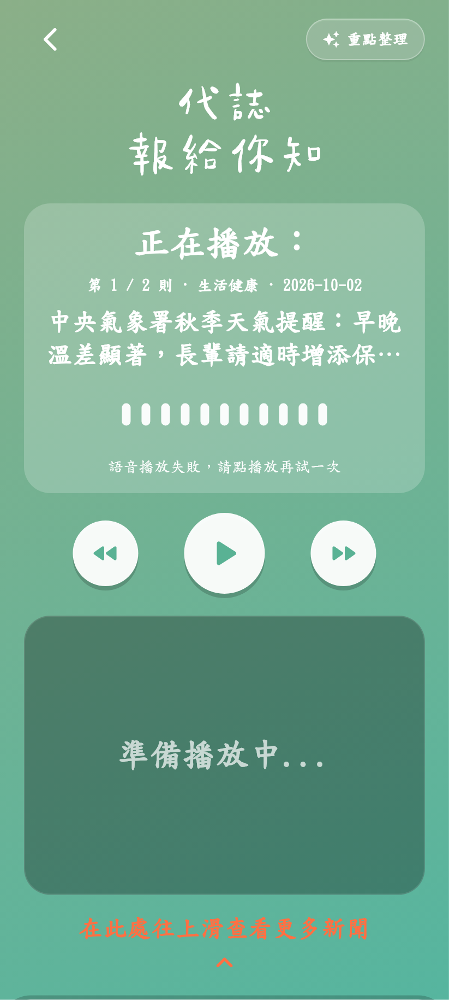 重點整理
代誌
報給你知
正在播放：
第 1 / 2 則 · 生活健康 · 2026-10-02
中央氣象署秋季天氣提醒：早晚
溫差顯著，長輩請適時增添保…
語音播放失敗，請點播放再試一次
準備播放中...
在此處往上滑查看更多新聞